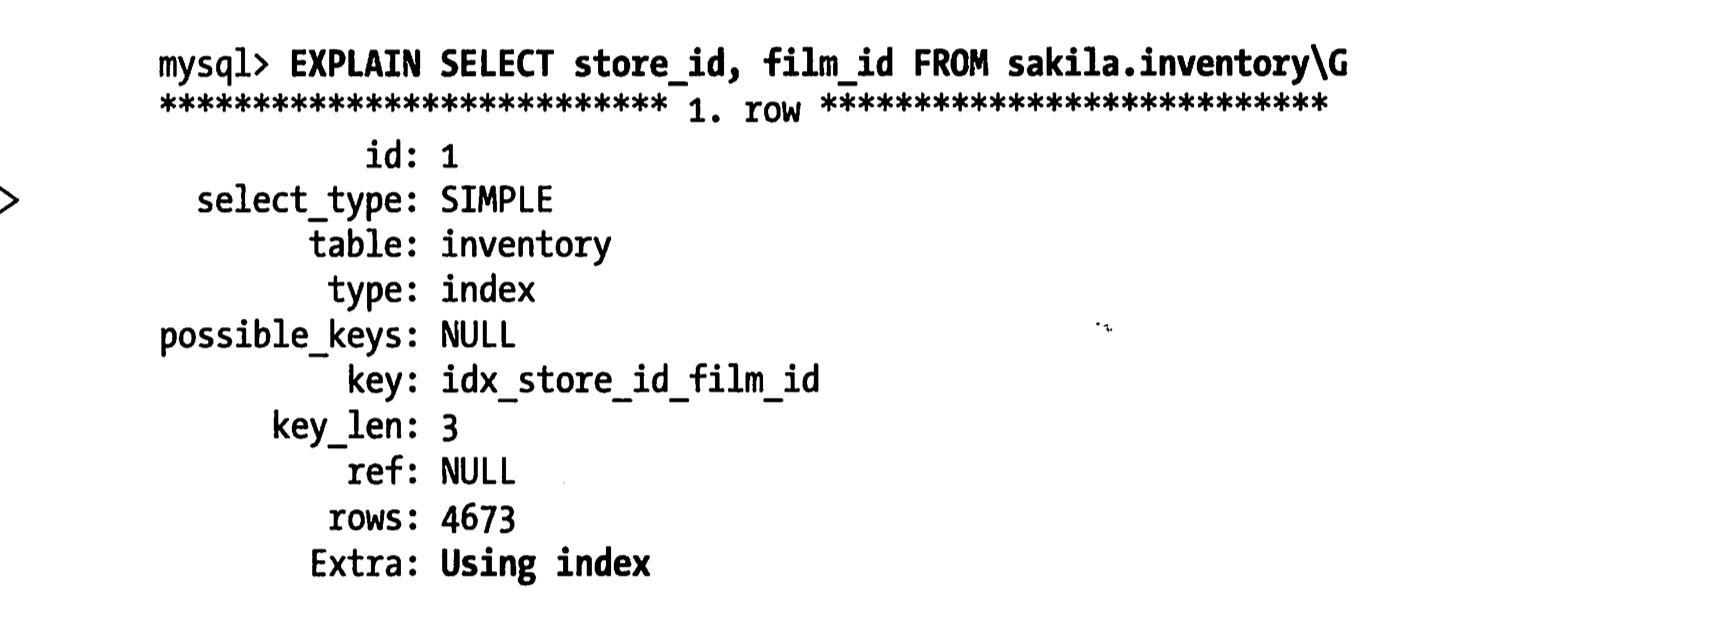 mysql> EXPLAIN SELECT store_id, film_id FROM sakila.inventory\G
*************************** 1. row ***************************
id: 1
select_type: SIMPLE
table: inventory
type: index
possible_keys: NULL
key: idx_store_id_film_id
key_len: 3
ref: NULL
rows: 4673
Extra: Using index